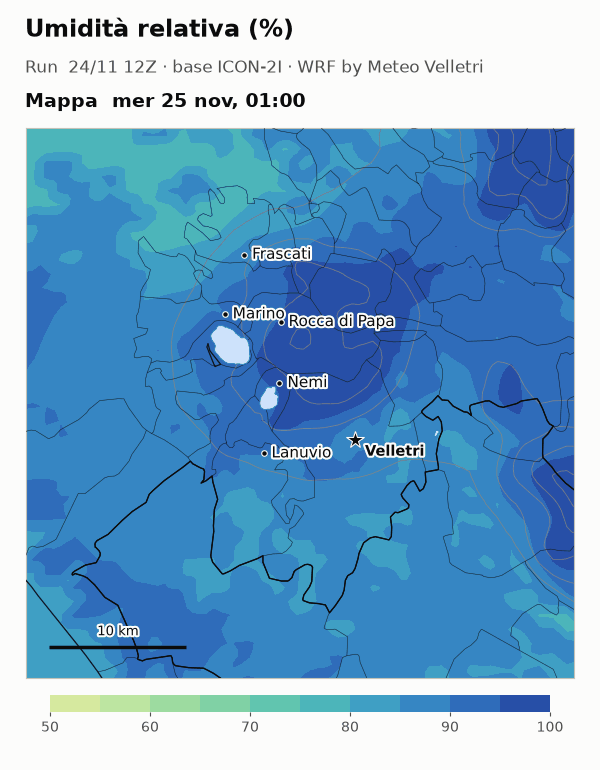 Umidità relativa (%)
Run  24/11 12Z · base ICON-2I · WRF by Meteo Velletri
Mappa  mer 25 nov, 01:00
Frascati
Marino
Rocca di Papa
Nemi
Velletri
Lanuvio
10 km
50 60 70 80 90 100